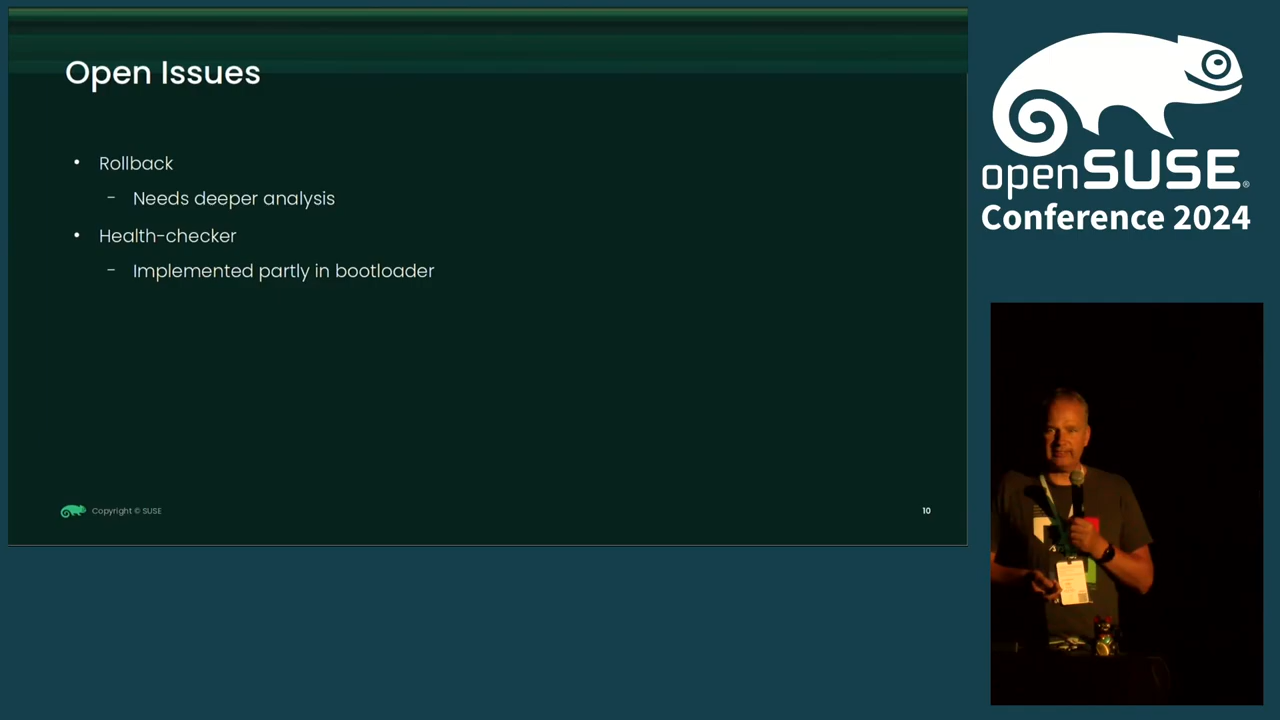 Open Issues
• Rollback
– Needs deeper analysis
• Health-checker
– Implemented partly in bootloader
Copyright © SUSE
10
openSUSE®
Conference 2024